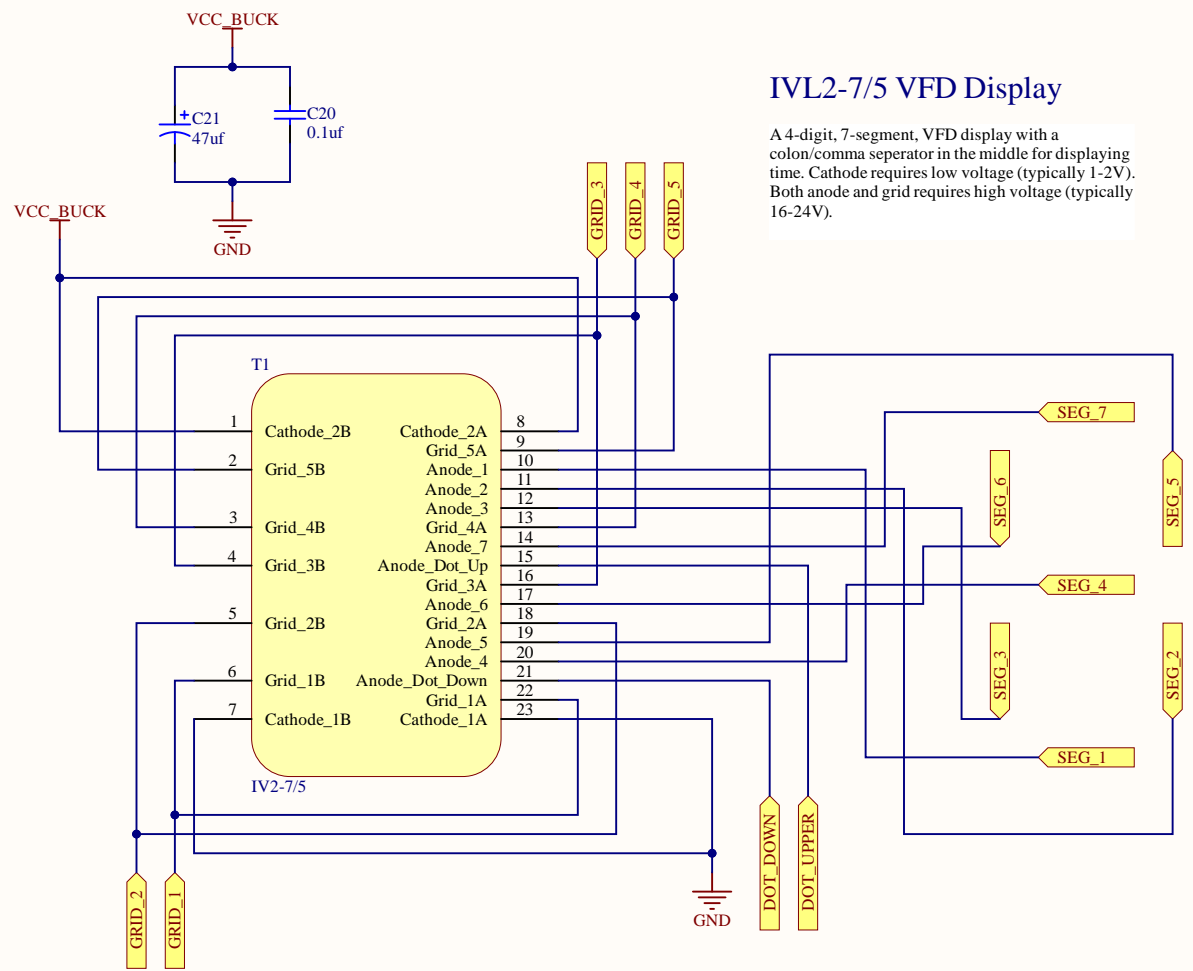 VCC_BUCK
+ C21
47uf
C20
0.1uf
GND
IVL2-7/5 VFD Display
A 4-digit, 7-segment, VFD display with a
colon/comma seperator in the middle for displaying
time. Cathode requires low voltage (typically 1-2V).
Both anode and grid requires high voltage (typically
16-24V).
VCC_BUCK
GRID_3
GRID_4
GRID_5
T1
1 Cathode_2B
2 Grid_5B
3 Grid_4B
4 Grid_3B
5 Grid_2B
6 Grid_1B
7 Cathode_1B
Cathode_2A 8
Grid_5A 9
Anode_1 10
Anode_2 11
Anode_3 12
Grid_4A 13
Anode_7 14
Anode_Dot_Up 15
Grid_3A 16
Anode_6 17
Grid_2A 18
Anode_5 19
Anode_4 20
Anode_Dot_Down 21
Grid_1A 22
Cathode_1A 23
IV2-7/5
SEG_7
SEG_6
SEG_5
SEG_4
SEG_3
SEG_2
SEG_1
GRID_2
GRID_1
GND
DOT_DOWN
DOT_UPPER